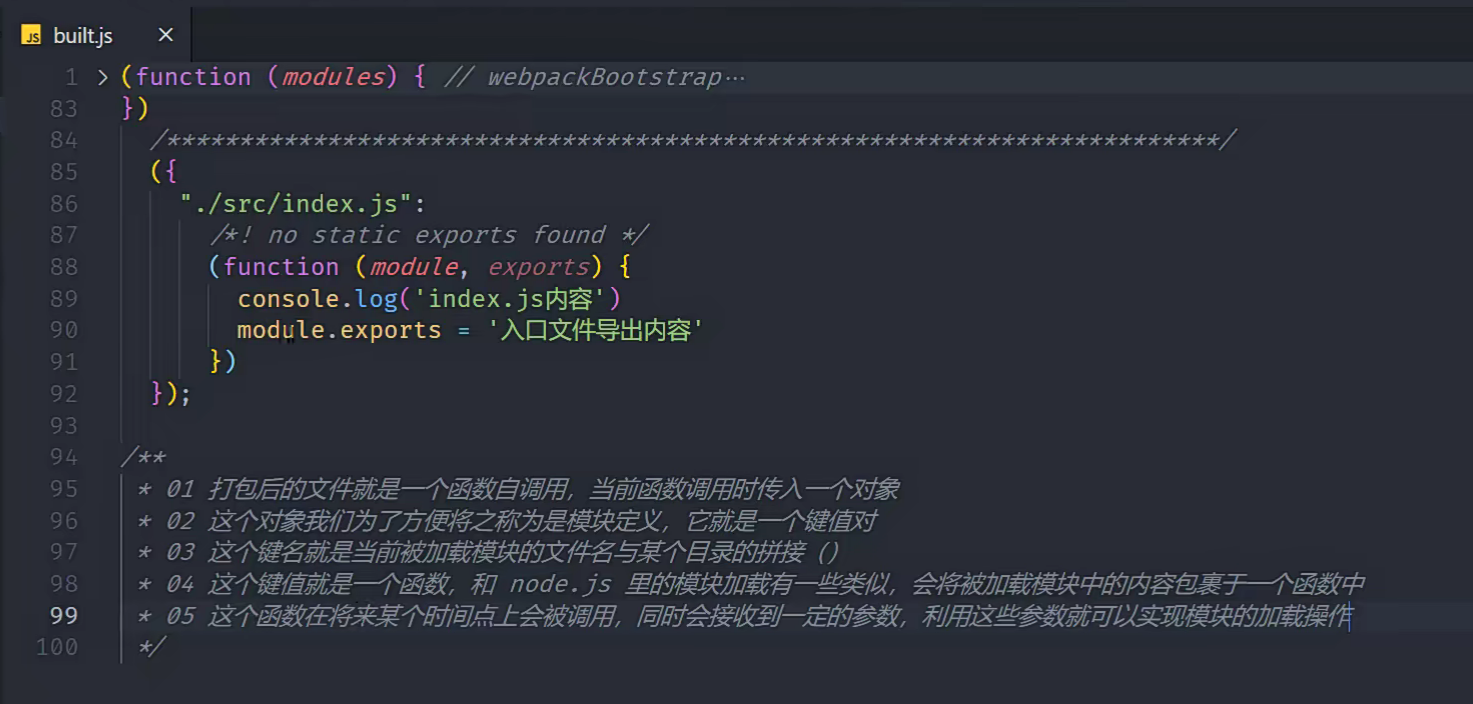 JS built.js ×
1 > (function (modules) { // webpackBootstrap…
83 })
84 /************************************************************************/
85 ({
86 "./src/index.js":
87 /*! no static exports found */
88 (function (module, exports) {
89 console.log('index.js内容')
90 module.exports = '入口文件导出内容'
91 })
92 });
93
94 /**
95 * 01 打包后的文件就是一个函数自调用，当前函数调用时传入一个对象
96 * 02 这个对象我们为了方便将之称为是模块定义，它就是一个键值对
97 * 03 这个键名就是当前被加载模块的文件名与某个目录的拼接（）
98 * 04 这个键值就是一个函数，和 node.js 里的模块加载有一些类似，会将被加载模块中的内容包裹于一个函数中
99 * 05 这个函数在将来某个时间点上会被调用，同时会接收到一定的参数，利用这些参数就可以实现模块的加载操作
100 */